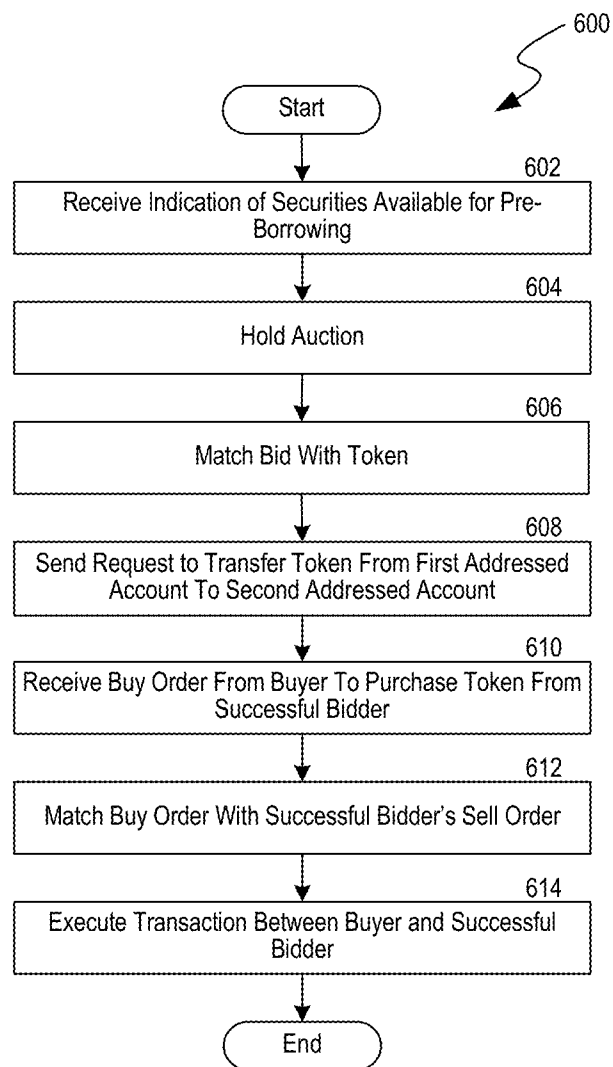 600
Start
602
Receive Indication of Securities Available for Pre-
Borrowing
604
Hold Auction
606
Match Bid With Token
608
Send Request to Transfer Token From First Addressed
Account To Second Addressed Account
610
Receive Buy Order From Buyer To Purchase Token From
Successful Bidder
612
Match Buy Order With Successful Bidder's Sell Order
614
Execute Transaction Between Buyer and Successful
Bidder
End